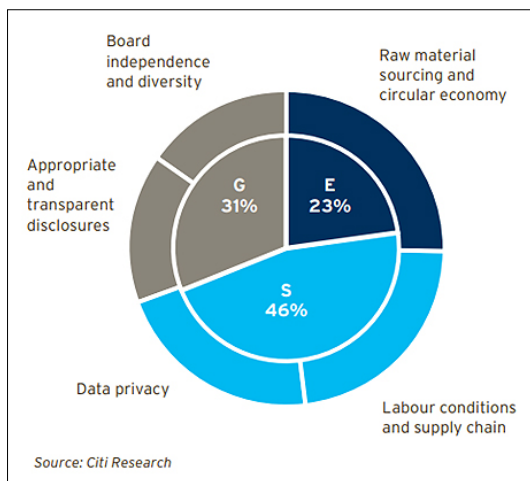 Board
independence
and diversity
Raw material
sourcing and
circular economy
Appropriate
and
transparent
disclosures
G
31%
E
23%
S
46%
Data privacy
Labour conditions
and supply chain
Source: Citi Research